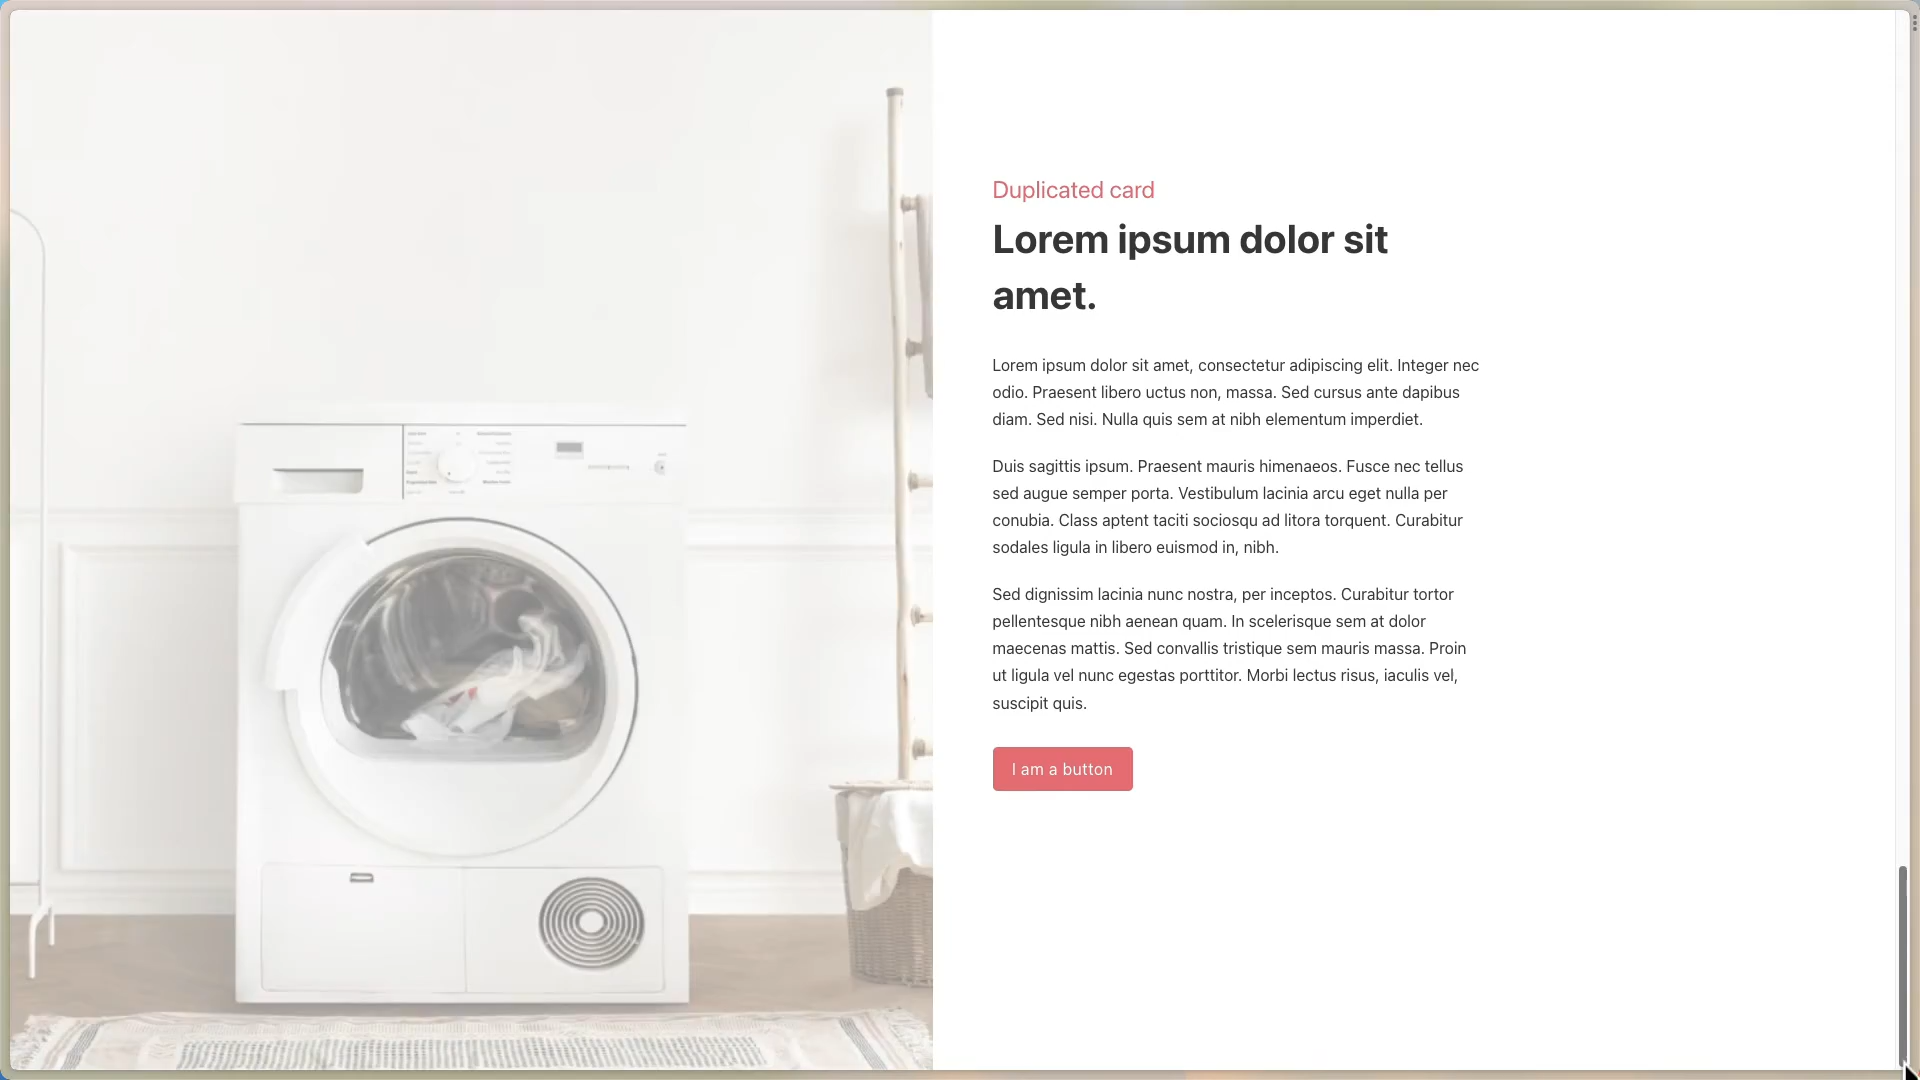 Duplicated card
Lorem ipsum dolor sit
amet.
Lorem ipsum dolor sit amet, consectetur adipiscing elit. Integer nec
odio. Praesent libero uctus non, massa. Sed cursus ante dapibus
diam. Sed nisi. Nulla quis sem at nibh elementum imperdiet.
Duis sagittis ipsum. Praesent mauris himenaeos. Fusce nec tellus
sed augue semper porta. Vestibulum lacinia arcu eget nulla per
conubia. Class aptent taciti sociosqu ad litora torquent. Curabitur
sodales ligula in libero euismod in, nibh.
Sed dignissim lacinia nunc nostra, per inceptos. Curabitur tortor
pellentesque nibh aenean quam. In scelerisque sem at dolor
maecenas mattis. Sed convallis tristique sem mauris massa. Proin
ut ligula vel nunc egestas porttitor. Morbi lectus risus, iaculis vel,
suscipit quis.
I am a button